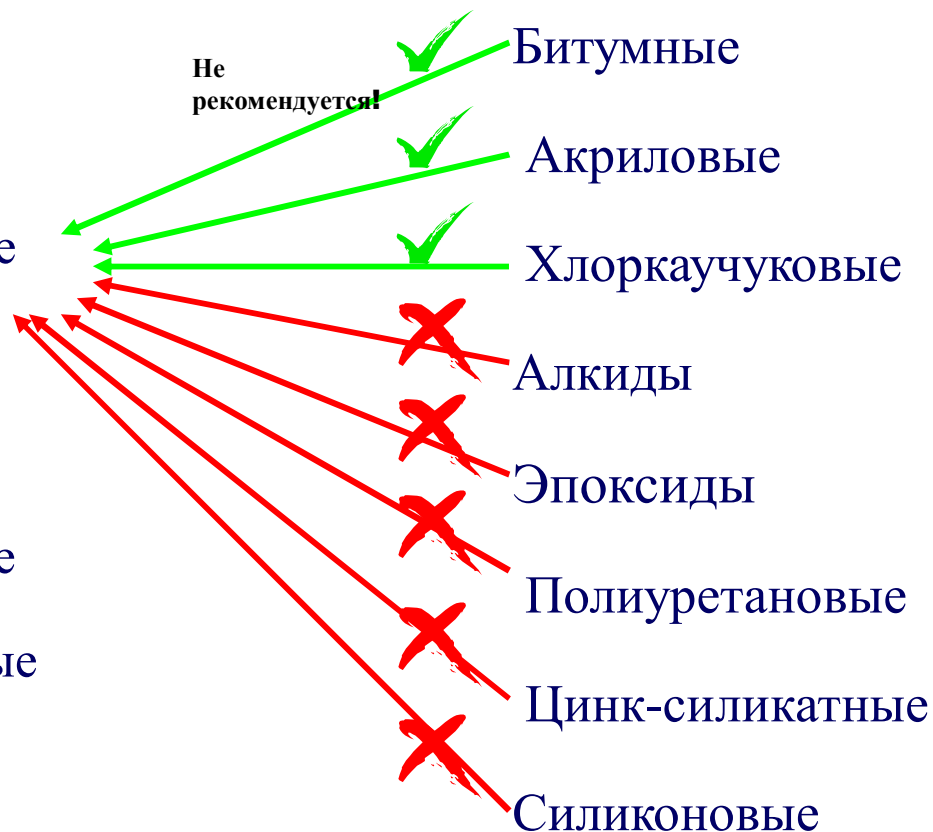 Битумные
Не
рекомендуется!
Акриловые
Хлоркаучуковые
Алкиды
Эпоксиды
Полиуретановые
Цинк-силикатные
Силиконовые